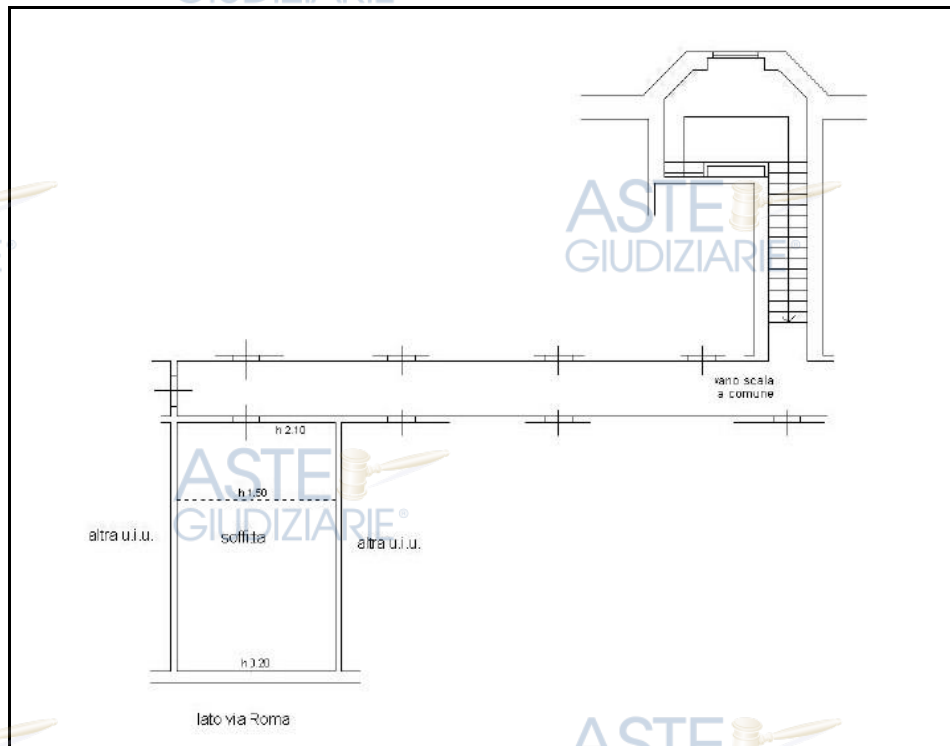 GIUDIZIARIE
ASTE
GIUDIZIARIE®
vano scala
a comune
h 2.10
ASTE
h 1.50
GIUDIZIARIE®
altra u.i.u.
soffitta
altra u.i.u.
h 0.20
lato via Roma
ASTE